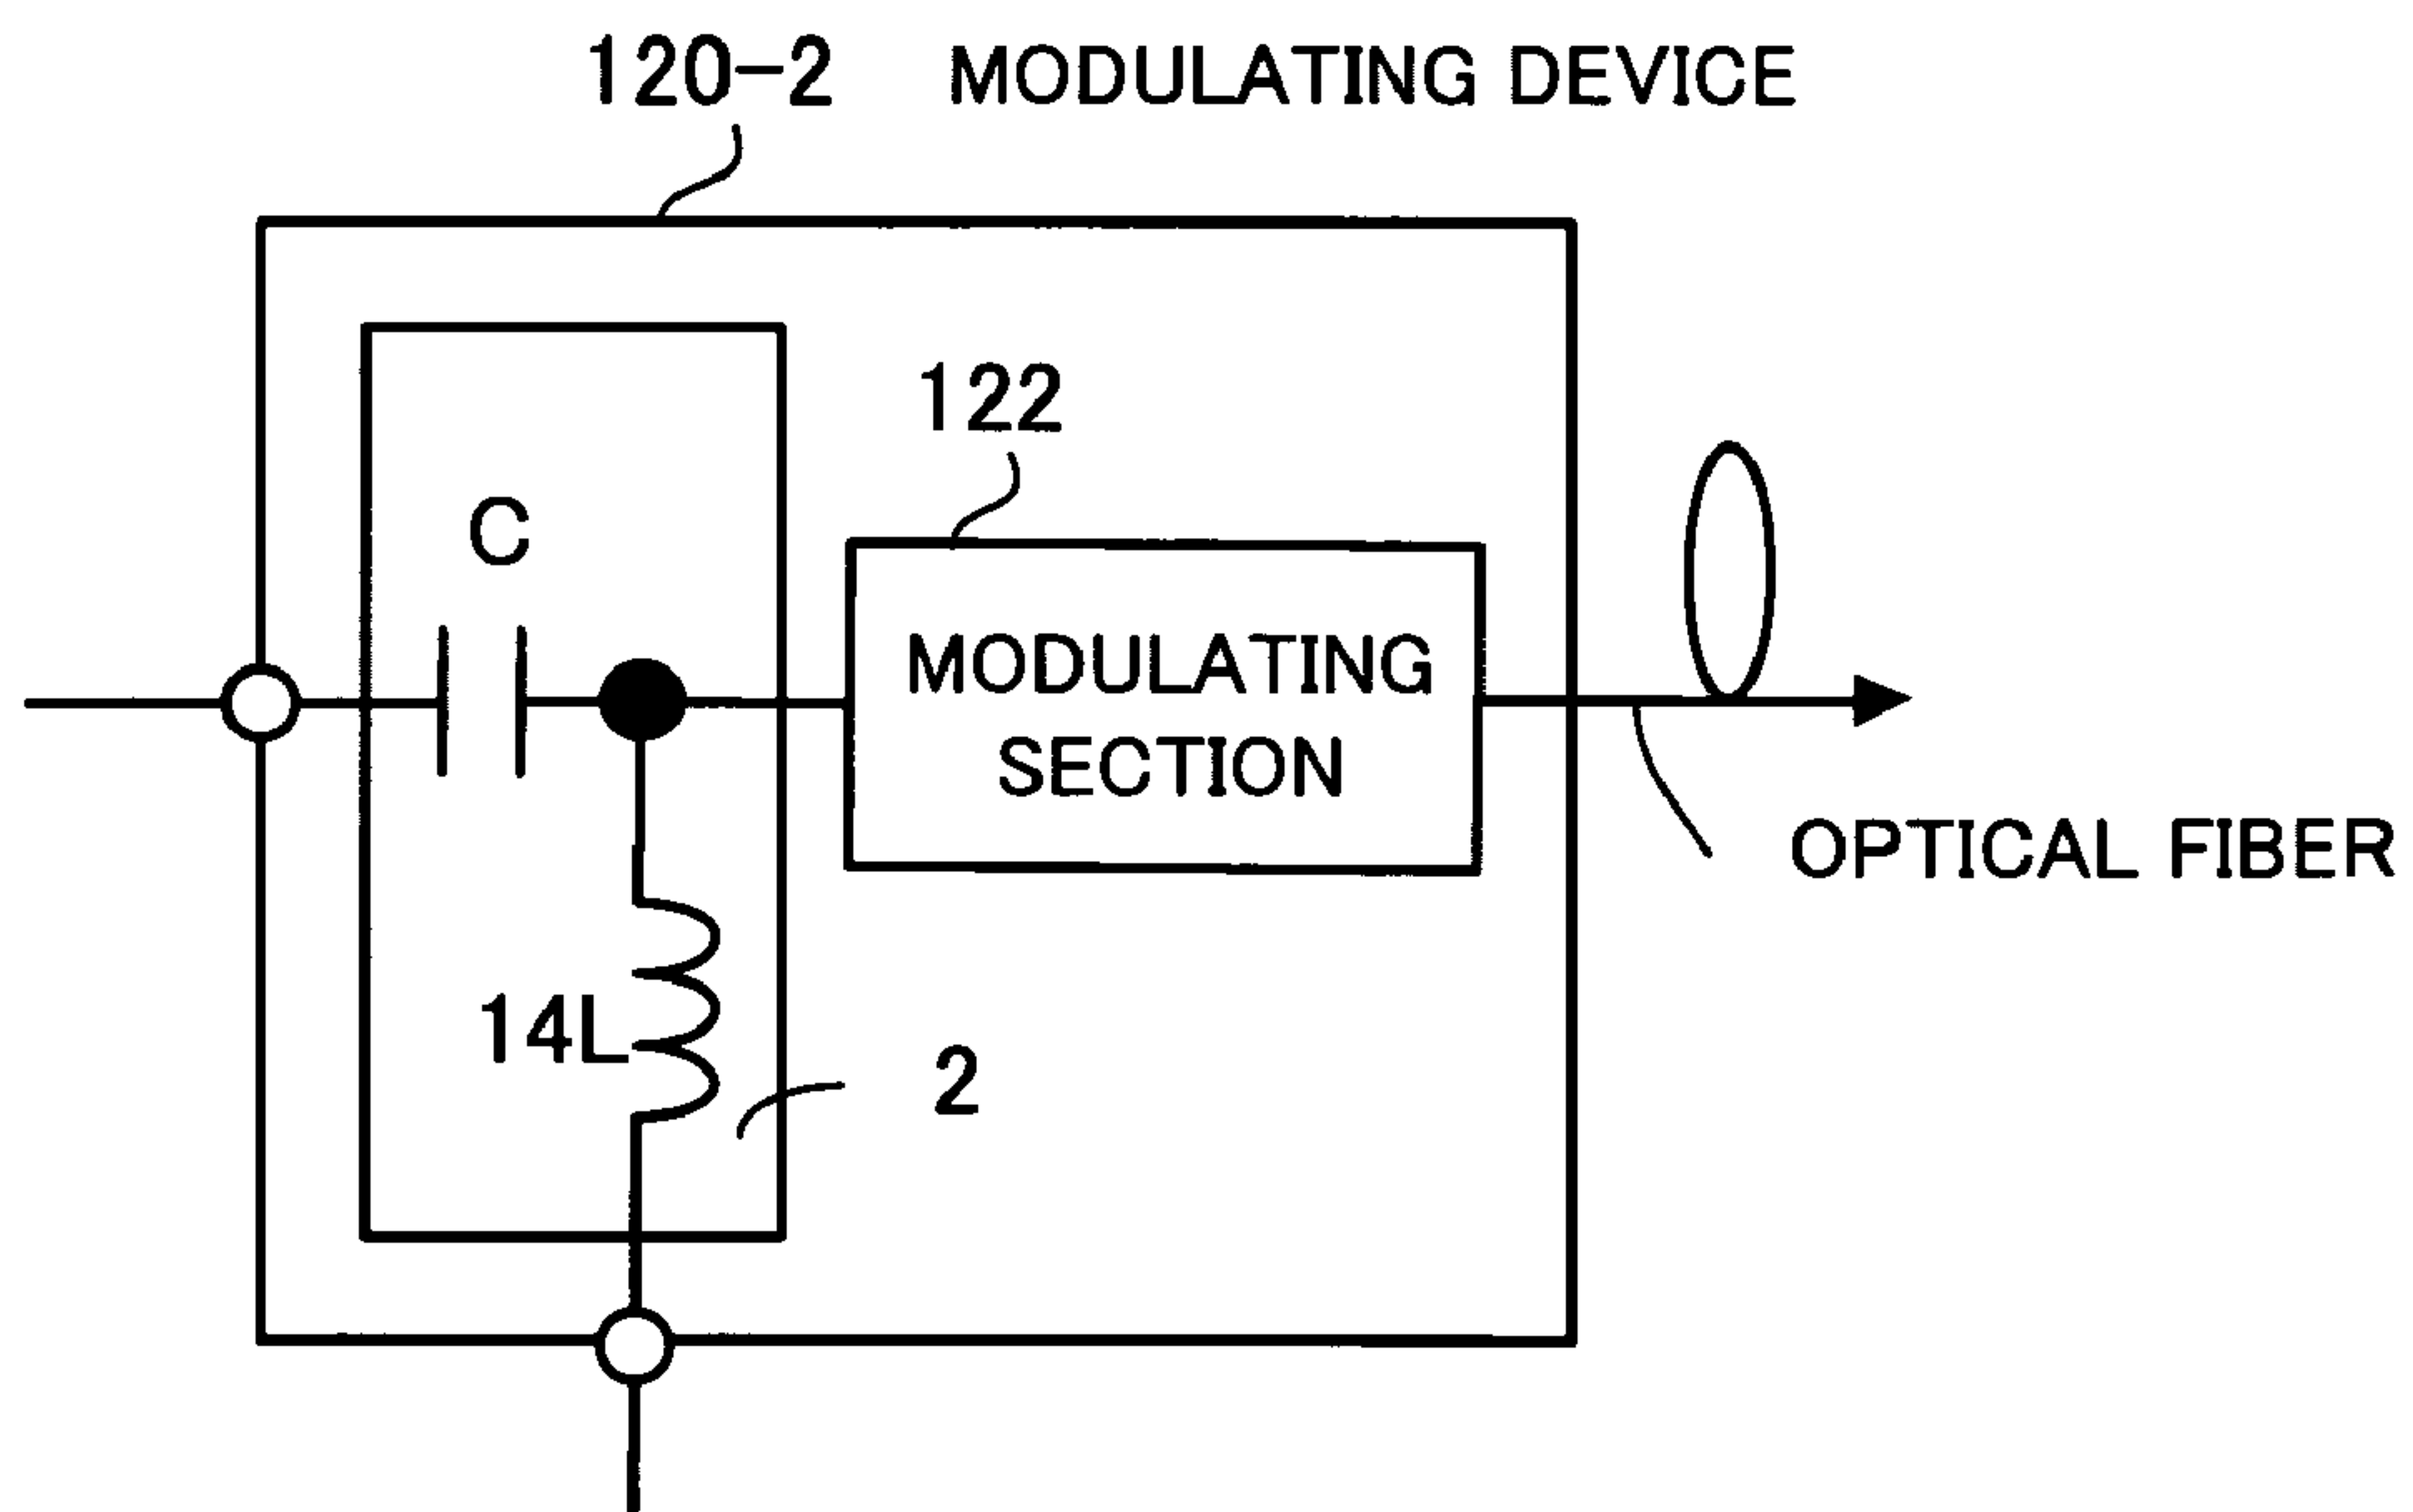 120-2 MODULATING DEVICE
122
C
MODULATING
SECTION
OPTICAL FIBER
14L
2